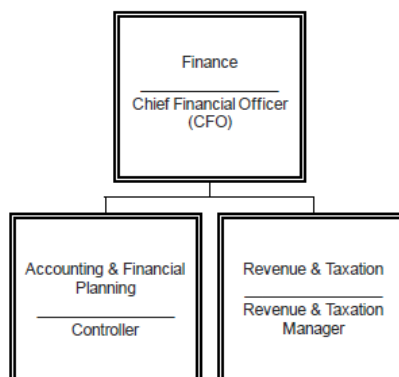 Finance
Chief Financial Officer
(CFO)
Accounting & Financial
Planning
Controller
Revenue & Taxation
Revenue & Taxation
Manager